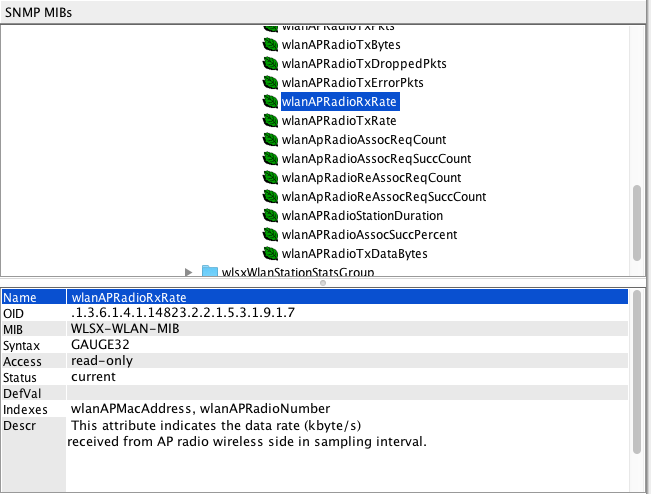 SNMP MIBs
wlanAPRadioTxPkts
wlanAPRadioTxBytes
wlanAPRadioTxDroppedPkts
wlanAPRadioTxErrorPkts
wlanAPRadioRxRate
wlanAPRadioTxRate
wlanApRadioAssocReqCount
wlanApRadioAssocReqSuccCount
wlanApRadioReAssocReqCount
wlanApRadioReAssocReqSuccCount
wlanAPRadioStationDuration
wlanAPRadioAssocSuccPercent
wlanAPRadioTxDataBytes
wlsxWlanStationStatsGroup
Name wlanAPRadioRxRate
OID .1.3.6.1.4.1.14823.2.2.1.5.3.1.9.1.7
MIB WLSX-WLAN-MIB
Syntax GAUGE32
Access read-only
Status current
DefVal
Indexes wlanAPMacAddress, wlanAPRadioNumber
Descr This attribute indicates the data rate (kbyte/s)
received from AP radio wireless side in sampling interval.